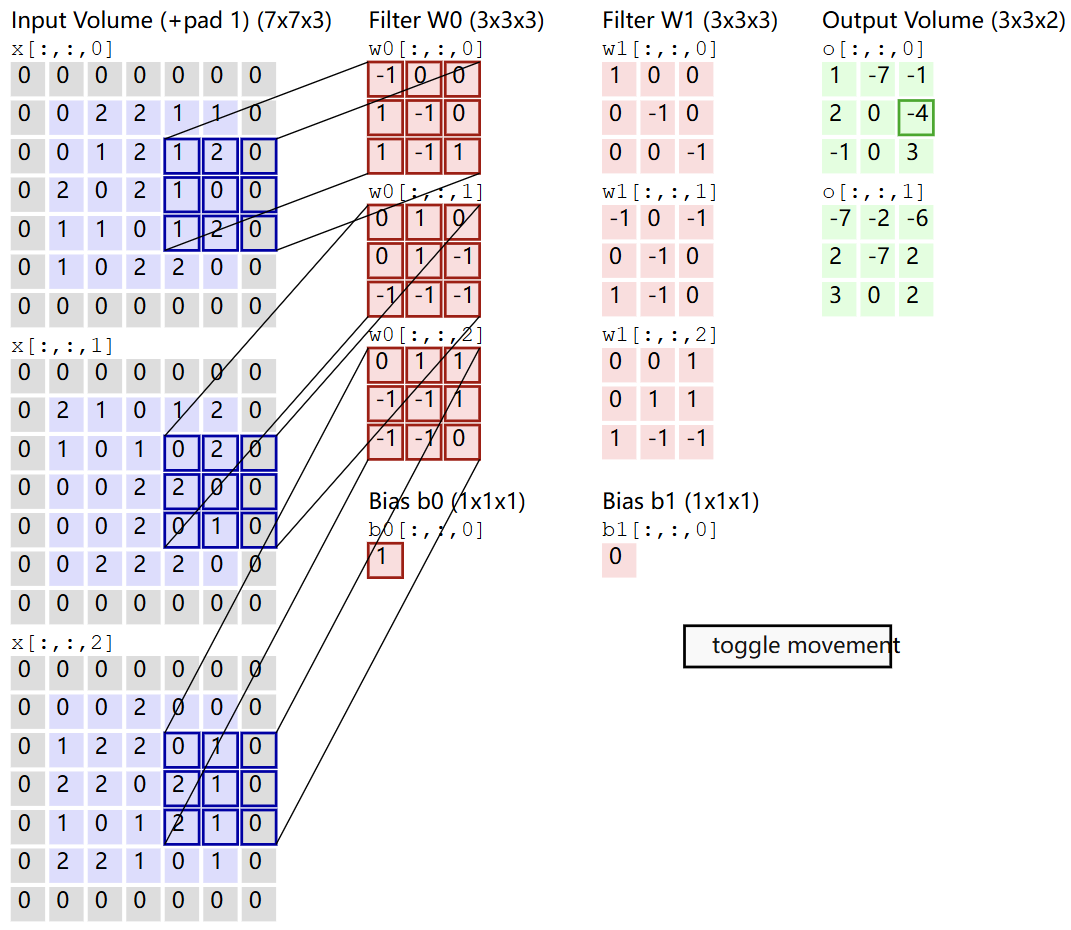 Input Volume (+pad 1) (7x7x3)
x[:,:,0]
0 0 0 0 0 0 0
0 0 2 2 1 1 0
0 0 1 2 1 2 0
0 2 0 2 1 0 0
0 1 1 0 1 2 0
0 1 0 2 2 0 0
0 0 0 0 0 0 0
x[:,:,1]
0 0 0 0 0 0 0
0 2 1 0 1 2 0
0 1 0 1 0 2 0
0 0 0 2 2 0 0
0 0 0 2 0 1 0
0 0 2 2 2 0 0
0 0 0 0 0 0 0
x[:,:,2]
0 0 0 0 0 0 0
0 0 0 2 0 0 0
0 1 2 2 0 1 0
0 2 2 0 2 1 0
0 1 0 1 2 1 0
0 2 2 1 0 1 0
0 0 0 0 0 0 0
Filter W0 (3x3x3)
w0[:,:,0]
-1 0 0
1 -1 0
1 -1 1
w0[:,:,1]
0 1 0
0 1 -1
-1 -1 -1
w0[:,:,2]
0 1 1
-1 -1 1
-1 -1 0
Bias b0 (1x1x1)
b0[:,:,0]
1
Filter W1 (3x3x3)
w1[:,:,0]
1 0 0
0 -1 0
0 0 -1
w1[:,:,1]
-1 0 -1
0 -1 0
1 -1 0
w1[:,:,2]
0 0 1
0 1 1
1 -1 -1
Bias b1 (1x1x1)
b1[:,:,0]
0
Output Volume (3x3x2)
o[:,:,0]
1 -7 -1
2 0 -4
-1 0 3
o[:,:,1]
-7 -2 -6
2 -7 2
3 0 2
toggle movement